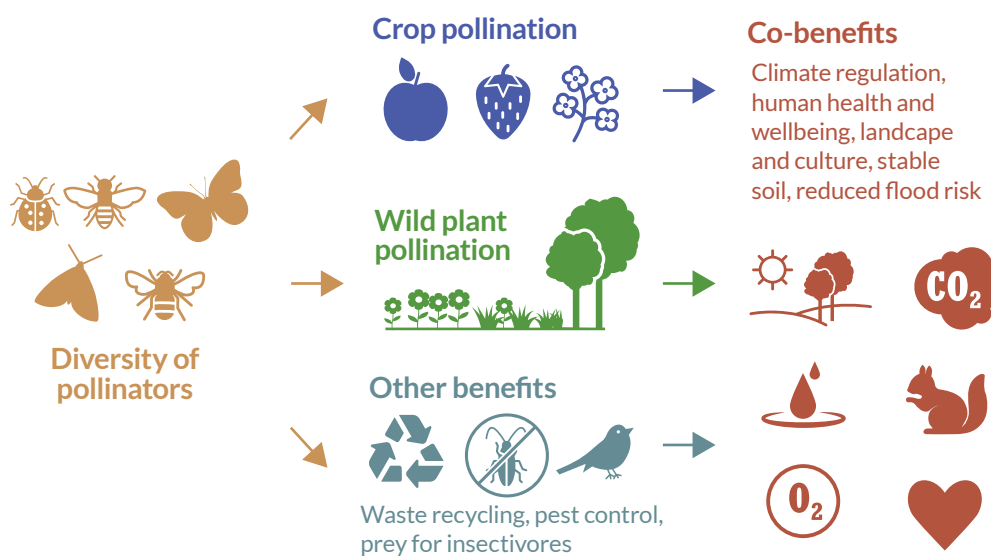 Crop pollination
Co-benefits
Climate regulation,
human health and
wellbeing, landscape
and culture, stable
soil, reduced flood risk
Wild plant
pollination
CO2
Diversity of
pollinators
Other benefits
O2
Waste recycling, pest control,
prey for insectivores